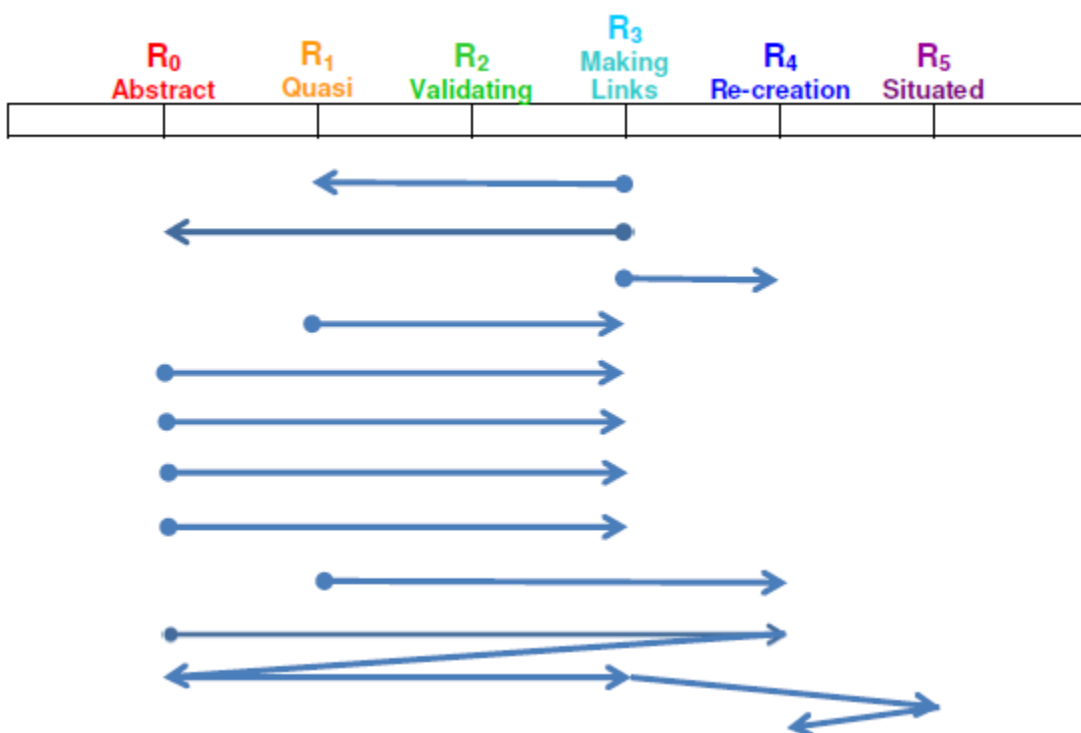 R₀ R₁ R₂ R₃ R₄ R₅
Abstract Quasi Validating Making Links Re-creation Situated